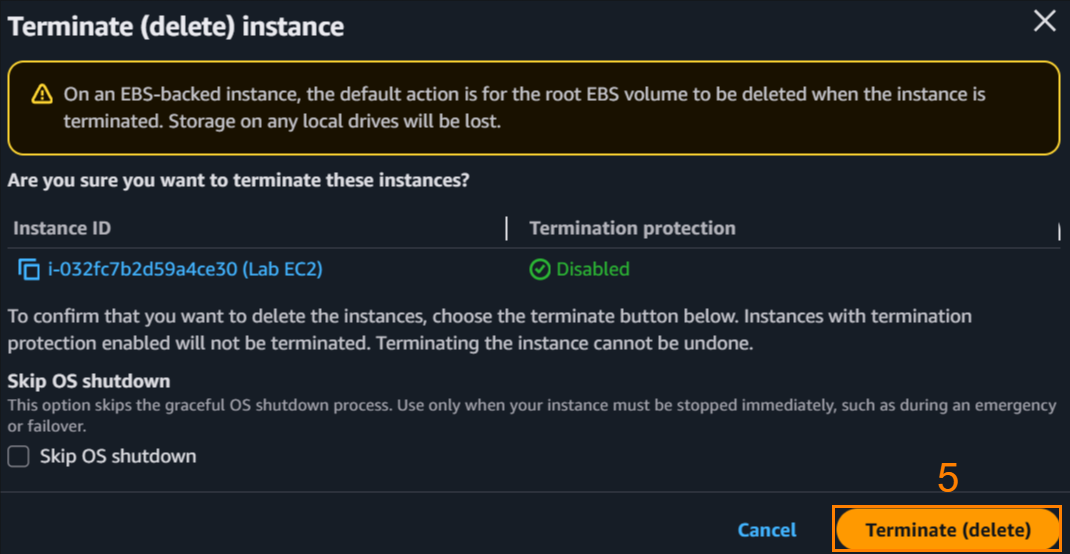 Terminate (delete) instance
On an EBS-backed instance, the default action is for the root EBS volume to be deleted when the instance is
terminated. Storage on any local drives will be lost.
Are you sure you want to terminate these instances?
Instance ID
Termination protection
i-032fc7b2d59a4ce30 (Lab EC2)
Disabled
To confirm that you want to delete the instances, choose the terminate button below. Instances with termination
protection enabled will not be terminated. Terminating the instance cannot be undone.
Skip OS shutdown
This option skips the graceful OS shutdown process. Use only when your instance must be stopped immediately, such as during an emergency
or failover.
Skip OS shutdown
5
Cancel
Terminate (delete)